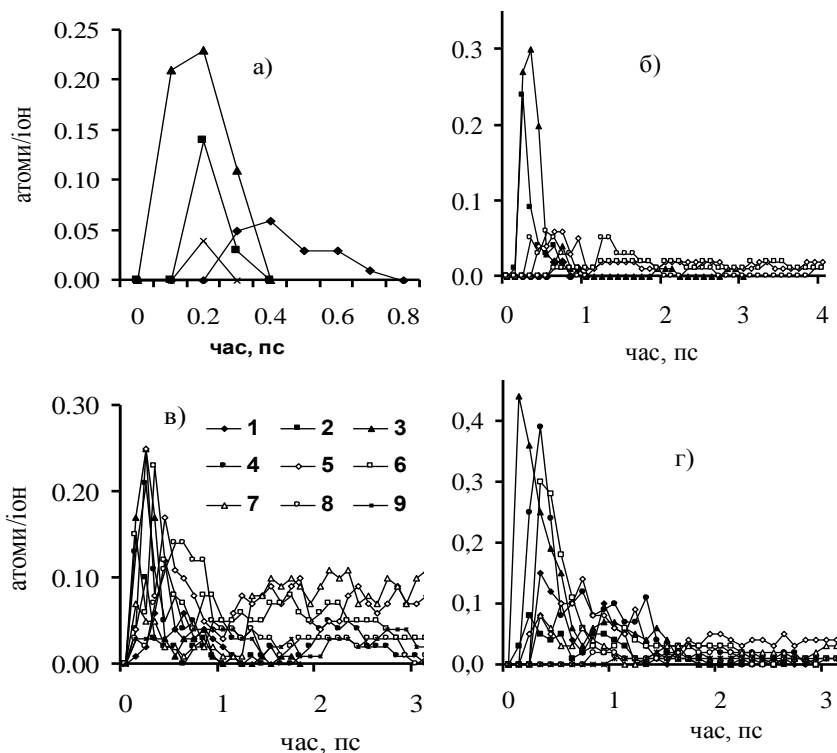 атоми/іон
0.25
0.20
0.15
0.10
0.05
0.00
а)
0 0.2 0.4 0.6 0.8
час, пс
0.3
0.2
0.1
0.0
б)
0 1 2 3 4
час, пс
атоми/іон
0.30
0.20
0.10
0.00
в)
1 2 3
4 5 6
7 8 9
0 1 2 3
час, пс
0,4
0,3
0,2
0,1
0,0
г)
0 1 2 3
час, пс